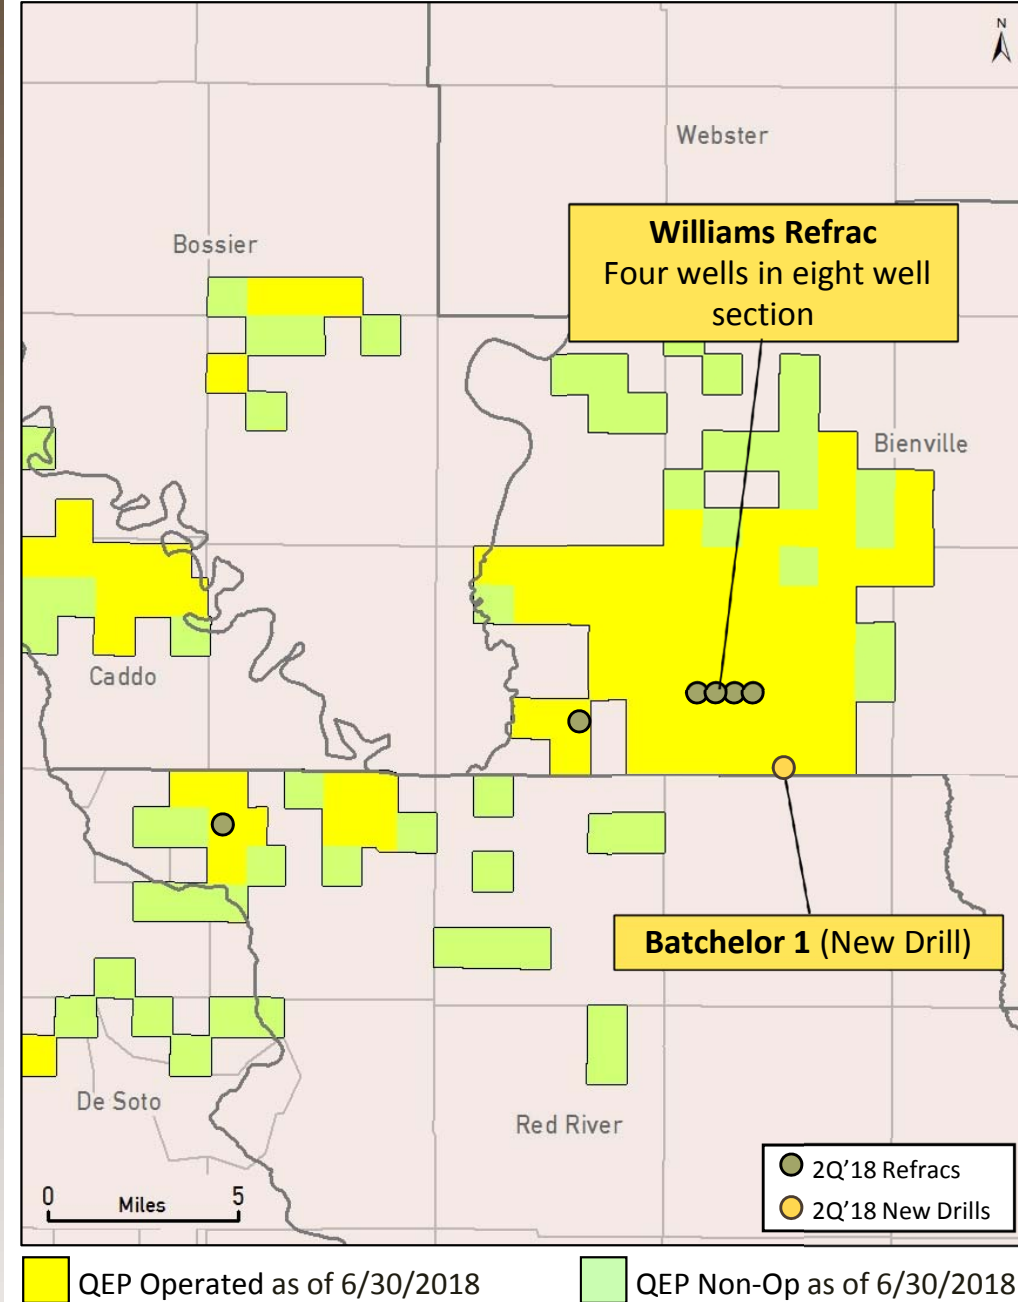 N
Webster
Bossier
Williams Refrac
Four wells in eight well
section
Bienville
Caddo
Batchelor 1 (New Drill)
De Soto
Red River
0 5
Miles
2Q'18 Refracs
2Q'18 New Drills
QEP Operated as of 6/30/2018
QEP Non-Op as of 6/30/2018